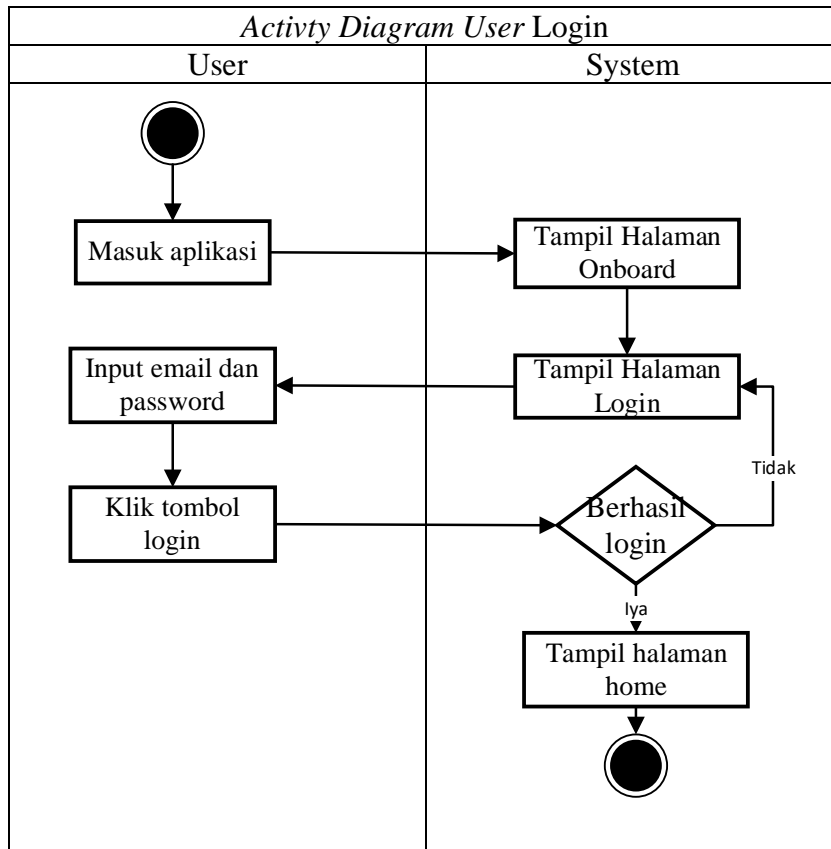 Activty Diagram User Login
User
System
Masuk aplikasi
Tampil Halaman
Onboard
Input email dan
password
Tampil Halaman
Login
Tidak
Klik tombol
login
Berhasil
login
Iya
Tampil halaman
home